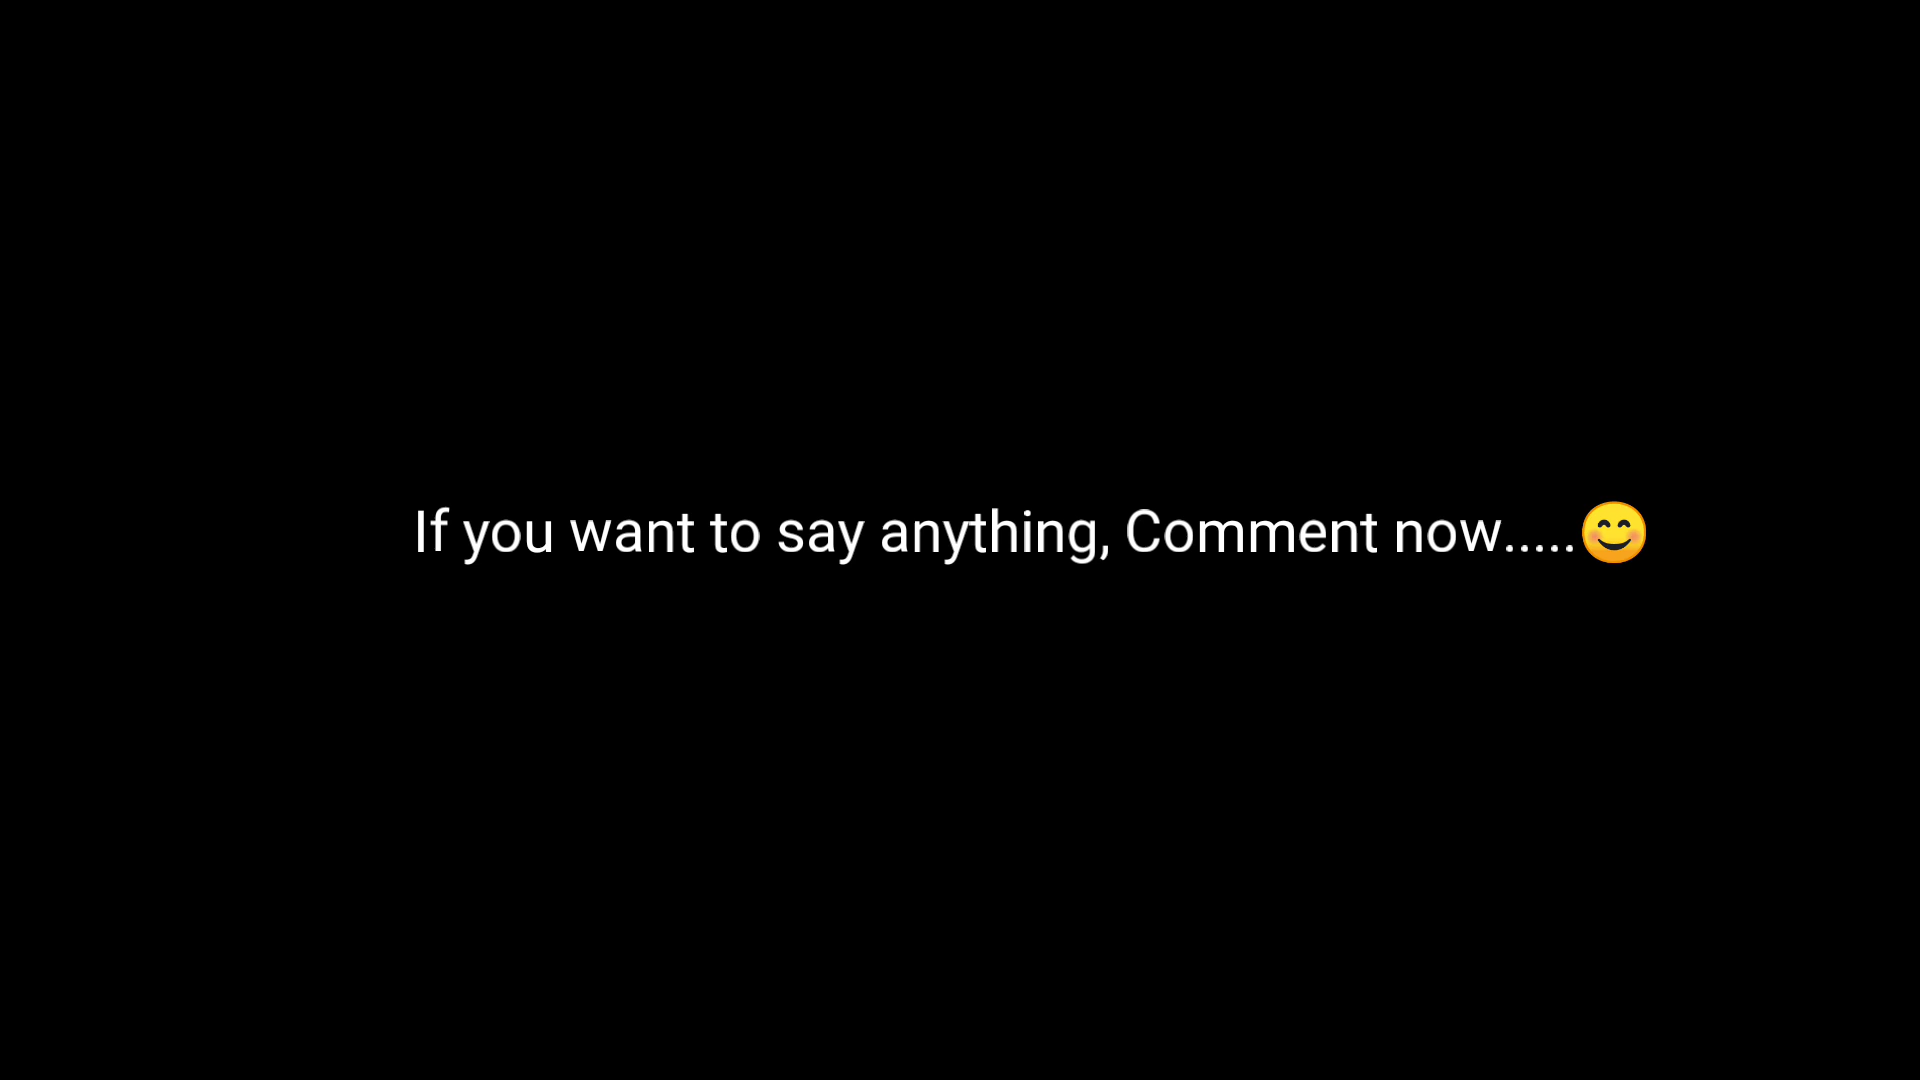 If you want to say anything, Comment now.....😊